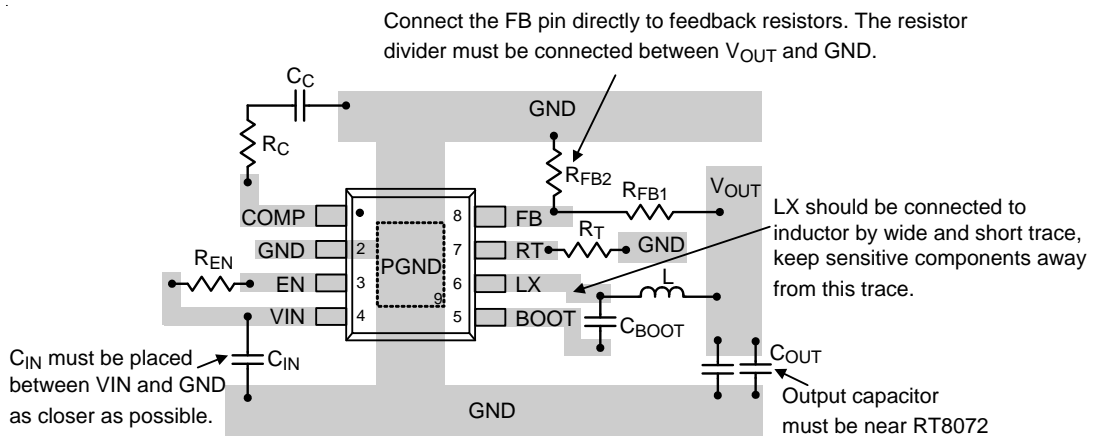 Connect the FB pin directly to feedback resistors. The resistor
divider must be connected between VOUT and GND.
CC
GND
RC
RFB2
RFB1
VOUT
COMP
8
FB
LX should be connected to
inductor by wide and short trace,
keep sensitive components away
from this trace.
GND
2
7
RT
RT
GND
PGND
REN
EN
3
6
LX
L
9
VIN
4
5
BOOT
CBOOT
CIN must be placed
between VIN and GND
as closer as possible.
CIN
COUT
Output capacitor
must be near RT8072
GND